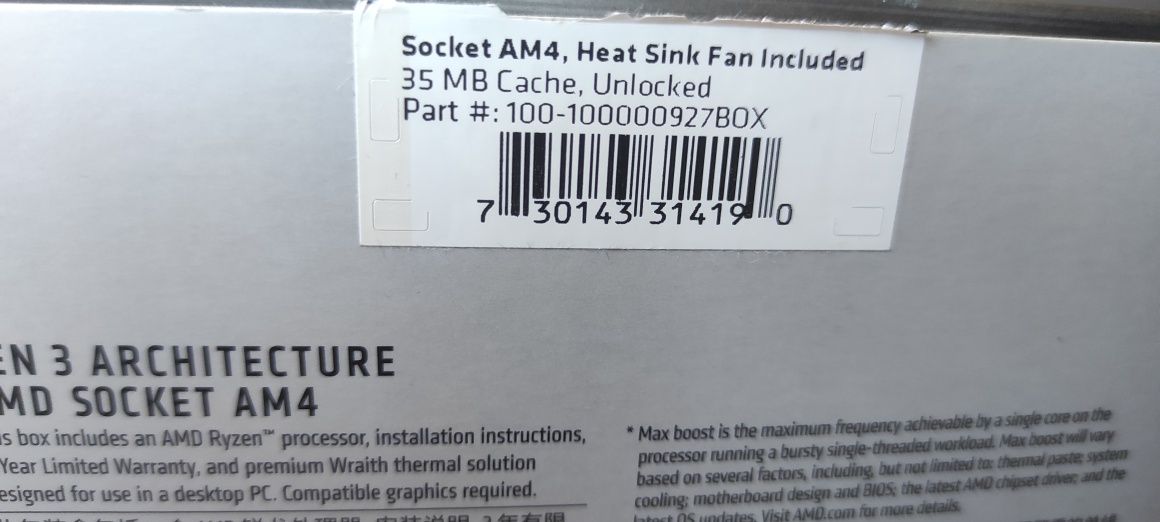 Socket AM4, Heat Sink Fan Included
35 MB Cache, Unlocked
Part #: 100-100000927BOX
7 30143 31419 0
EN 3 ARCHITECTURE
MD SOCKET AM4
is box includes an AMD Ryzen™ processor, installation instructions,
Year Limited Warranty, and premium Wraith thermal solution
esigned for use in a desktop PC. Compatible graphics required.
* Max boost is the maximum frequency achievable by a single core on the
processor running a bursty single-threaded workload. Max boost will vary
based on several factors, including, but not limited to: thermal paste; system
cooling; motherboard design and BIOS; the latest AMD chipset driver; and the
latest OS updates. Visit AMD.com for more details.